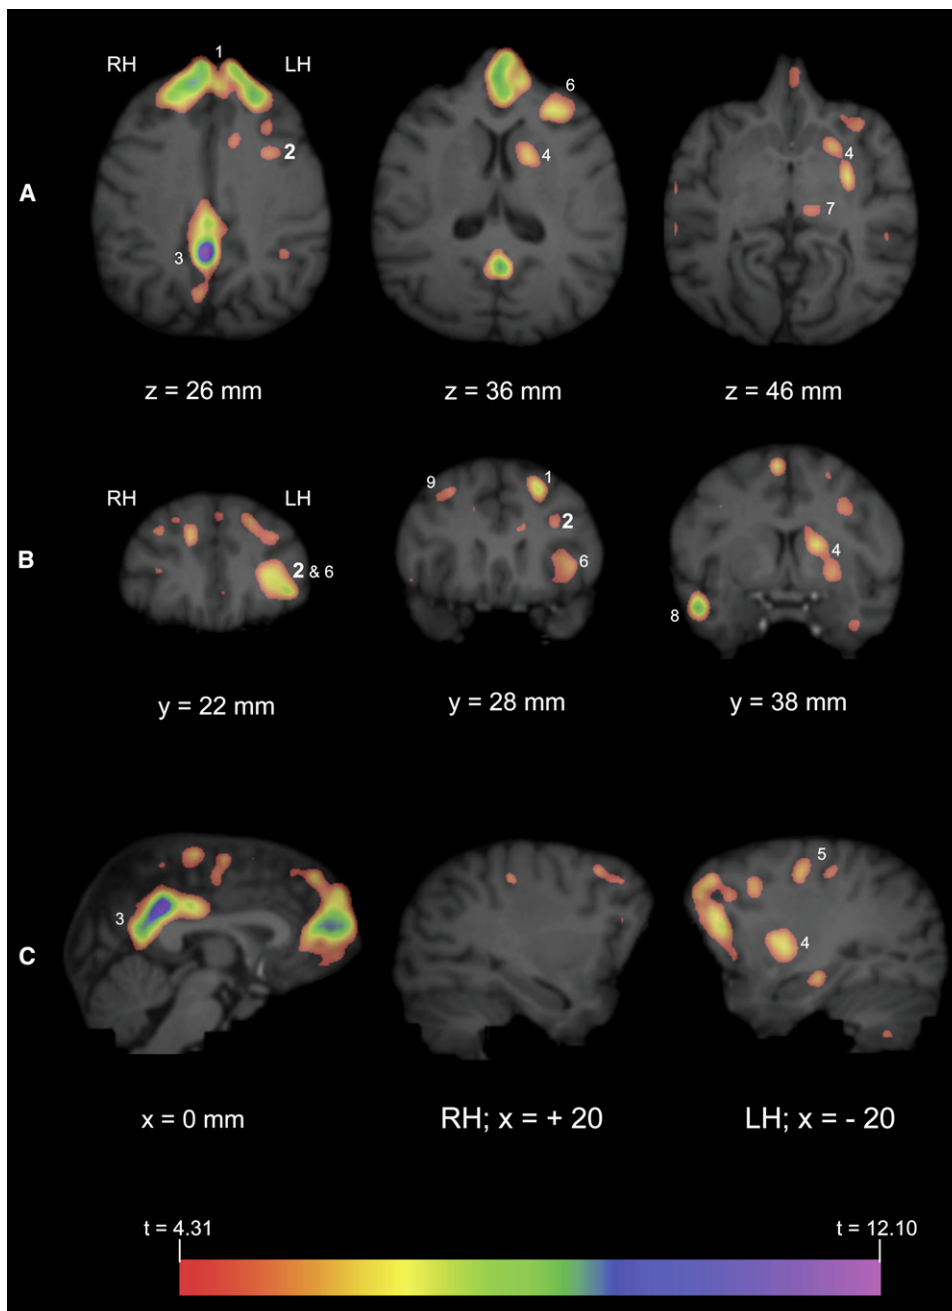 1
RH LH 6
2 4 4
A
3 7
z = 26 mm z = 36 mm z = 46 mm
RH LH 9 1
2
B 2 & 6 6 4
8
y = 22 mm y = 28 mm y = 38 mm
5
3 4
C
x = 0 mm RH; x = + 20 LH; x = - 20
t = 4.31 t = 12.10